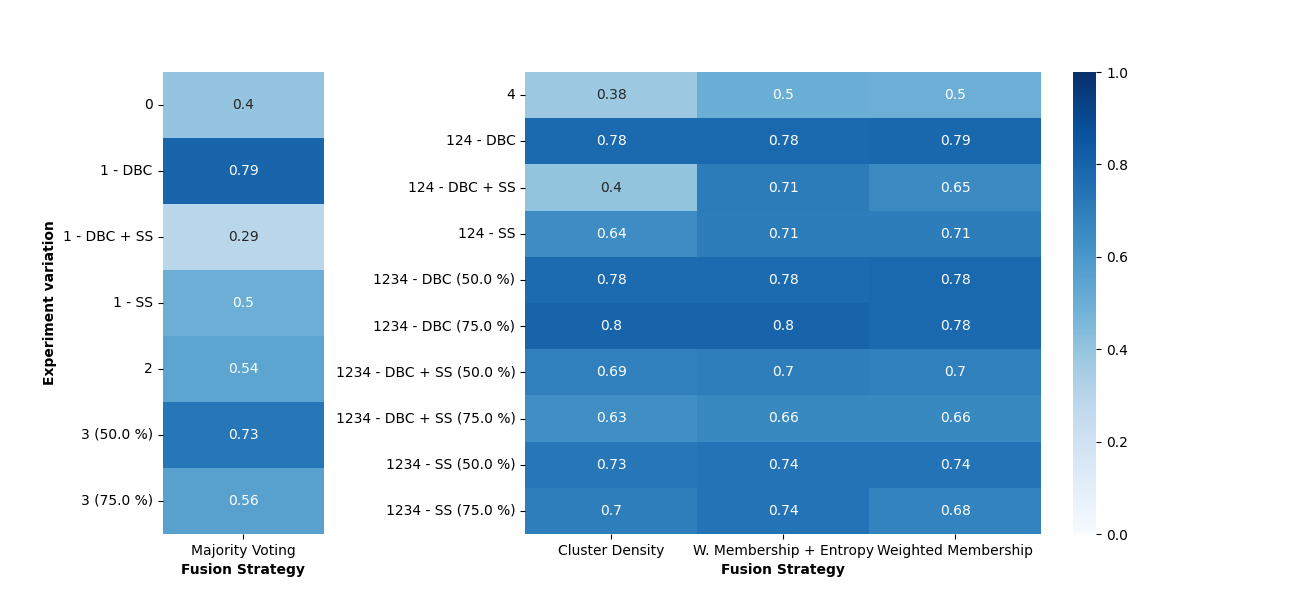 Experiment variation
0 0.4
1 - DBC 0.79
1 - DBC + SS 0.29
1 - SS 0.5
2 0.54
3 (50.0 %) 0.73
3 (75.0 %) 0.56
Majority Voting
Fusion Strategy
4 0.38 0.5 0.5
124 - DBC 0.78 0.78 0.79
124 - DBC + SS 0.4 0.71 0.65
124 - SS 0.64 0.71 0.71
1234 - DBC (50.0 %) 0.78 0.78 0.78
1234 - DBC (75.0 %) 0.8 0.8 0.78
1234 - DBC + SS (50.0 %) 0.69 0.7 0.7
1234 - DBC + SS (75.0 %) 0.63 0.66 0.66
1234 - SS (50.0 %) 0.73 0.74 0.74
1234 - SS (75.0 %) 0.7 0.74 0.68
Cluster Density W. Membership + Entropy Weighted Membership
Fusion Strategy
1.0
0.8
0.6
0.4
0.2
0.0